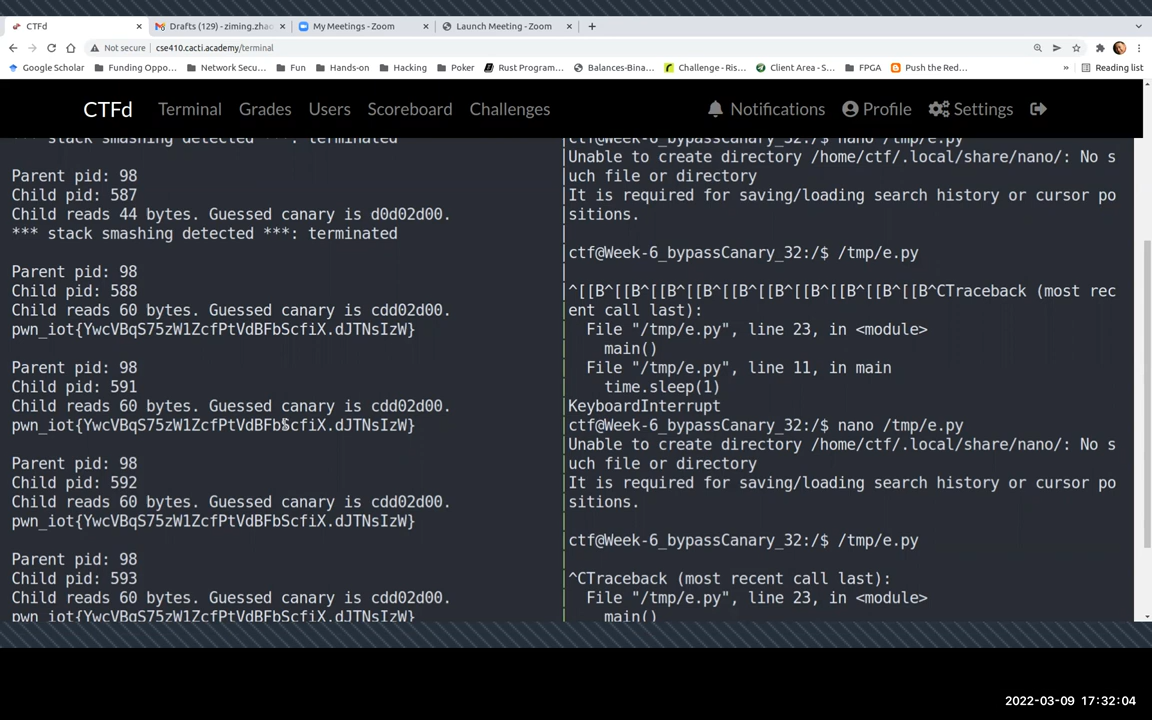 CTFd
Drafts (129) - ziming.zha
My Meetings - Zoom
Launch Meeting - Zoom
Not secure
cse410.cacti.academy/terminal
Google Scholar
Funding Oppo...
Network Secu...
Fun
Hands-on
Hacking
Poker
Rust Program...
Balances-Bina...
Challenge - Ris...
Client Area - S...
FPGA
Push the Red...
»
Reading list
CTFd
Terminal
Grades
Users
Scoreboard
Challenges
Notifications
Profile
Settings
*** stack smashing detected ***: terminated
Parent pid: 98
Child pid: 587
Child reads 44 bytes. Guessed canary is d0d02d00.
*** stack smashing detected ***: terminated
Parent pid: 98
Child pid: 588
Child reads 60 bytes. Guessed canary is cdd02d00.
pwn_iot{YwcVBqS75zW1ZcfPtVdBFbScfiX.dJTNsIzW}
Parent pid: 98
Child pid: 591
Child reads 60 bytes. Guessed canary is cdd02d00.
pwn_iot{YwcVBqS75zW1ZcfPtVdBFbScfiX.dJTNsIzW}
Parent pid: 98
Child pid: 592
Child reads 60 bytes. Guessed canary is cdd02d00.
pwn_iot{YwcVBqS75zW1ZcfPtVdBFbScfiX.dJTNsIzW}
Parent pid: 98
Child pid: 593
Child reads 60 bytes. Guessed canary is cdd02d00.
pwn_iot{YwcVBqS75zW1ZcfPtVdBFbScfiX.dJTNsIzW}
ctf@Week-6_bypassCanary_32:/$ nano /tmp/e.py
Unable to create directory /home/ctf/.local/share/nano/: No s
uch file or directory
It is required for saving/loading search history or cursor po
sitions.
ctf@Week-6_bypassCanary_32:/$ /tmp/e.py
^[[B^[[B^[[B^[[B^[[B^[[B^[[B^[[B^[[B^[[B^CTraceback (most rec
ent call last):
File "/tmp/e.py", line 23, in <module>
main()
File "/tmp/e.py", line 11, in main
time.sleep(1)
KeyboardInterrupt
ctf@Week-6_bypassCanary_32:/$ nano /tmp/e.py
Unable to create directory /home/ctf/.local/share/nano/: No s
uch file or directory
It is required for saving/loading search history or cursor po
sitions.
ctf@Week-6_bypassCanary_32:/$ /tmp/e.py
^CTraceback (most recent call last):
File "/tmp/e.py", line 23, in <module>
main()
2022-03-09 17:32:04